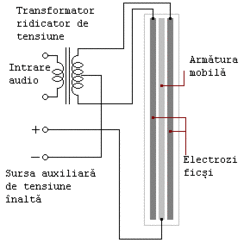 Transformator
ridicator de
tensiune
Intrare
audio
Armătura
mobilă
+
−
Electrozi
ficși
Sursa auxiliară
de tensiune
înaltă